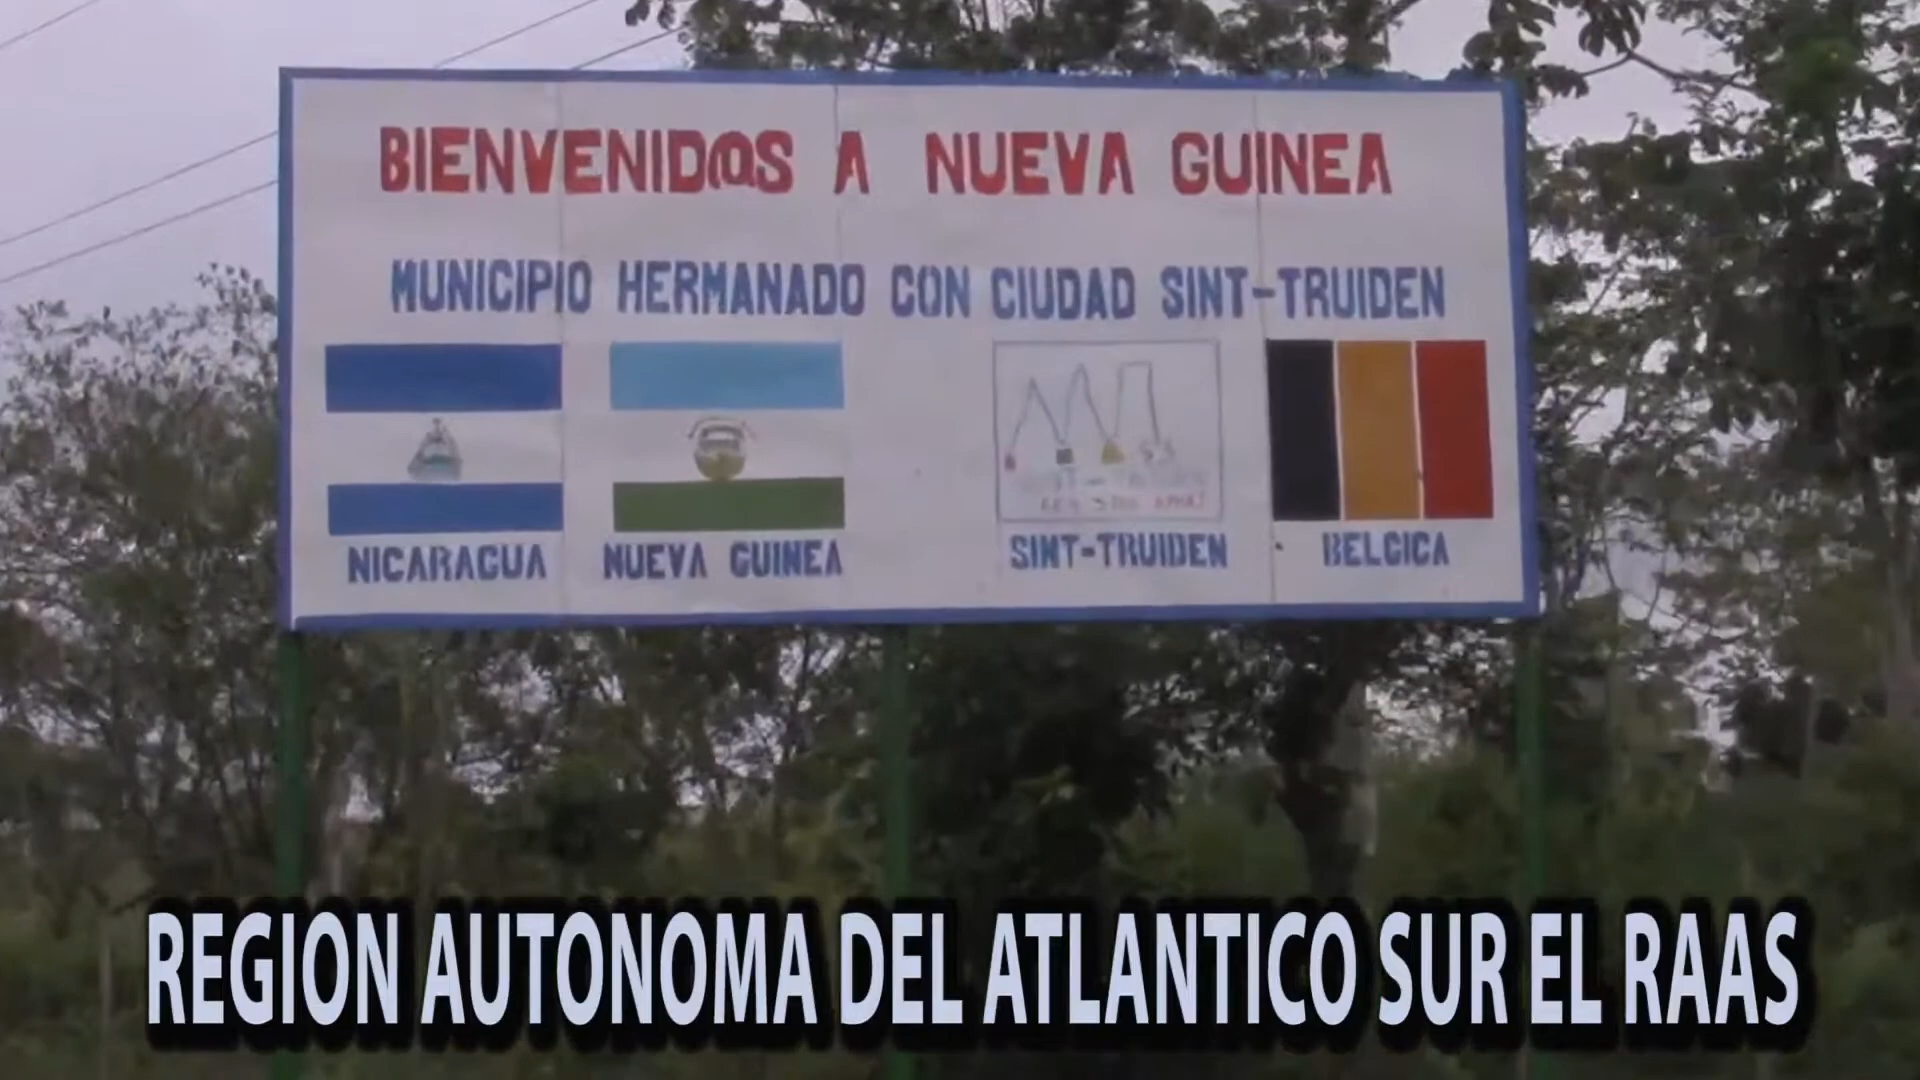 BIENVENID@S A NUEVA GUINEA
MUNICIPIO HERMANADO CON CIUDAD SINT-TRUIDEN
NICARAGUA
NUEVA GUINEA
SINT-TRUIDEN
BELGICA
REGION AUTONOMA DEL ATLANTICO SUR EL RAAS